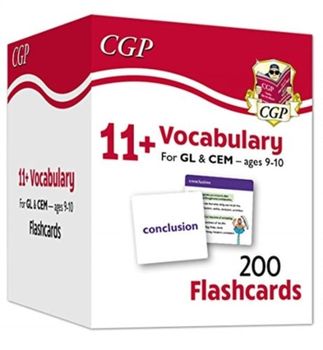 CGP
CGP
11+ Vocabulary
For GL & CEM – ages 9-10
conclusion
conclusion
200
Flashcards
11+ Vocabulary
For GL & CEM – ages 9-10
Flashcards